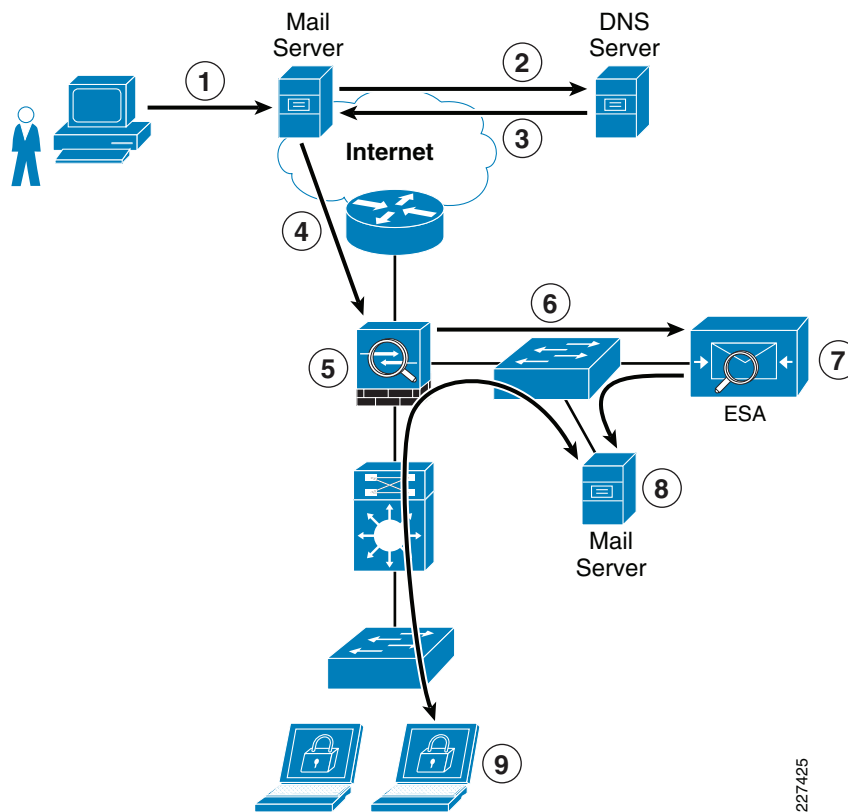 Mail
Server
DNS
Server
1
2
3
Internet
4
5
6
7
ESA
8
Mail
Server
9
227425